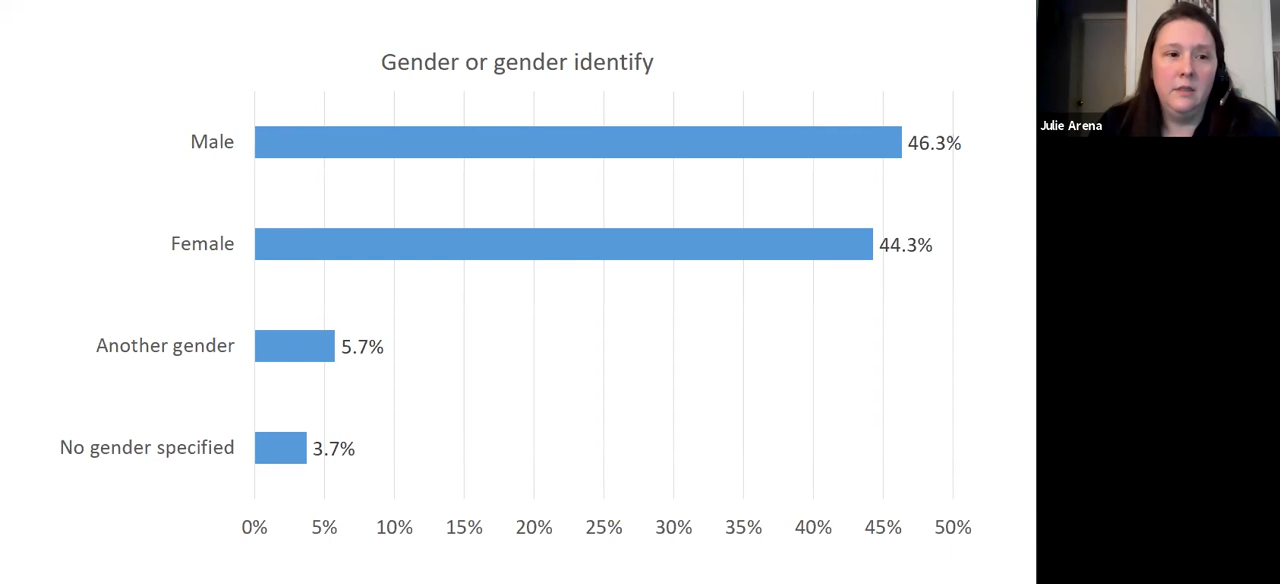 Gender or gender identify
Male
46.3%
Female
44.3%
Another gender
5.7%
No gender specified
3.7%
0% 5% 10% 15% 20% 25% 30% 35% 40% 45% 50%
Julie Arena